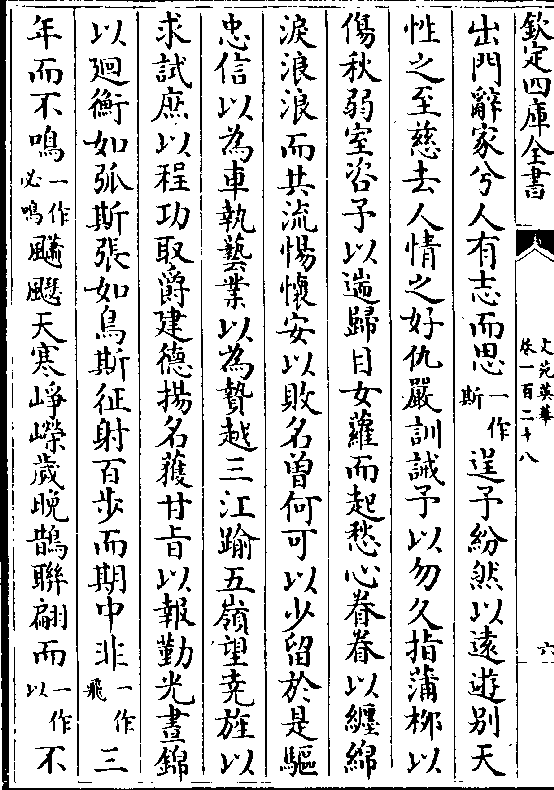 欽定四庫全書
文苑英華
卷一百二十八
六
出門辭家兮人有志而思一作斯逞予紛然以遠遊别天
性之至慈去人情之好仇嚴訓誡予以勿久指蒲柳以
傷秋弱室咨予以遄歸目女蘿而起愁心眷眷以纏綿
淚浪浪而共流惕懷安以敗名曽何可以少留於是驅
忠信以為車執藝業以為贄越三江踰五嶺望堯旌以
求試庶以程功取爵建德揚名獲甘㫖以報勤光晝錦
以廻衡如弧斯張如鳥斯征射百步而期中非一作飛三
年而不鳴一作必鳴飈飈天寒崢嶸歲晚鵲聯翩而一作以不